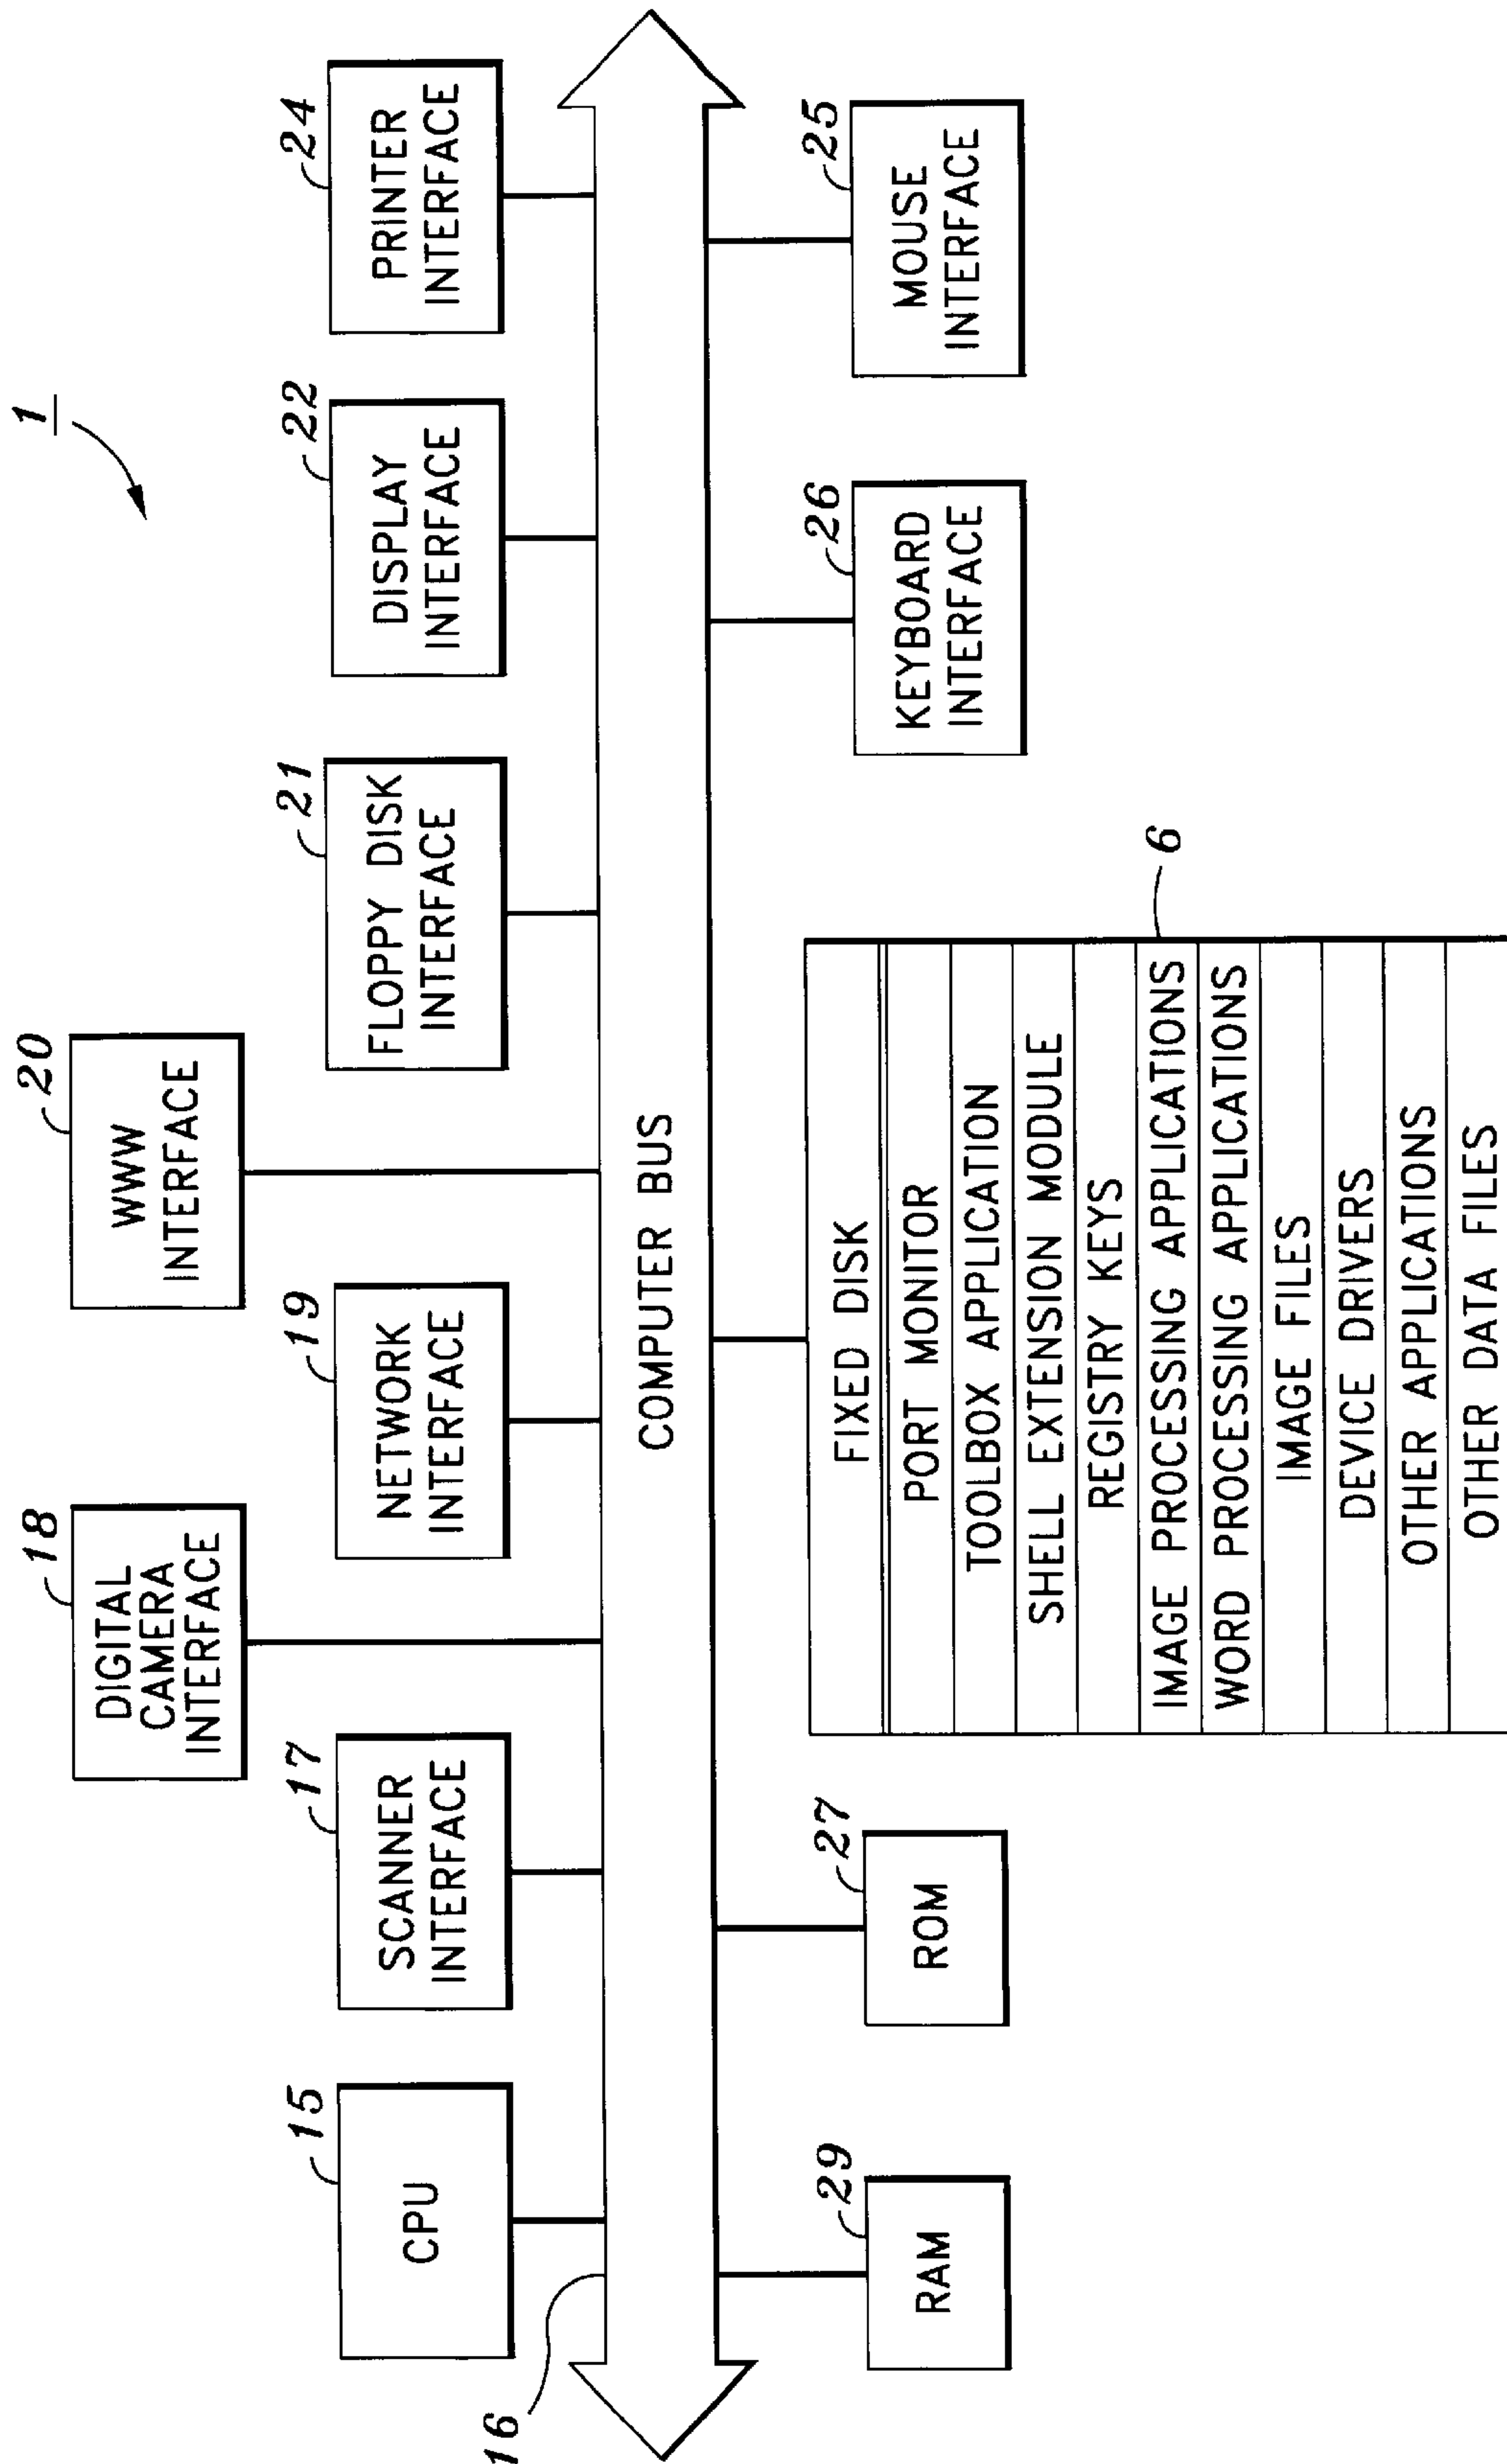 1
15
CPU
17
SCANNER
INTERFACE
18
DIGITAL
CAMERA
INTERFACE
19
NETWORK
INTERFACE
20
WWW
INTERFACE
21
FLOPPY DISK
INTERFACE
22
DISPLAY
INTERFACE
24
PRINTER
INTERFACE
16
COMPUTER BUS
29
RAM
27
ROM
FIXED DISK
PORT MONITOR
TOOLBOX APPLICATION
SHELL EXTENSION MODULE
REGISTRY KEYS
IMAGE PROCESSING APPLICATIONS
WORD PROCESSING APPLICATIONS
IMAGE FILES
DEVICE DRIVERS
OTHER APPLICATIONS
OTHER DATA FILES
6
26
KEYBOARD
INTERFACE
25
MOUSE
INTERFACE